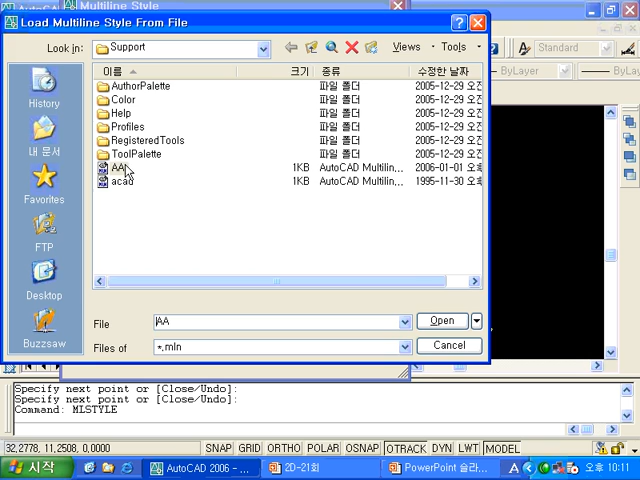 AutoCAD
Multiline Style
Load Multiline Style From File
Look in:
Support
Views
Tools
이름
크기
종류
수정한 날짜
AuthorPalette
파일 폴더
2005-12-29 오전
Color
파일 폴더
2005-12-29 오전
Help
파일 폴더
2005-12-29 오전
Profiles
파일 폴더
2005-12-29 오전
RegisteredTools
파일 폴더
2005-12-29 오전
ToolPalette
파일 폴더
2005-12-29 오전
AA
1KB
AutoCAD Multilin...
2006-01-01 오후
acad
1KB
AutoCAD Multilin...
1995-11-30 오후
History
내 문서
Favorites
FTP
Desktop
Buzzsaw
File
AA
Open
Files of
*.mln
Cancel
Standard
ByLayer
ByLayer
Specify next point or [Close/Undo]:
Specify next point or [Close/Undo]:
Command: MLSTYLE
32,2778, 11,2508, 0,0000
SNAP GRID ORTHO POLAR OSNAP OTRACK DYN LWT MODEL
시작
AutoCAD 2006 - ...
2D-21회
PowerPoint 슬라...
A
오후 10:11